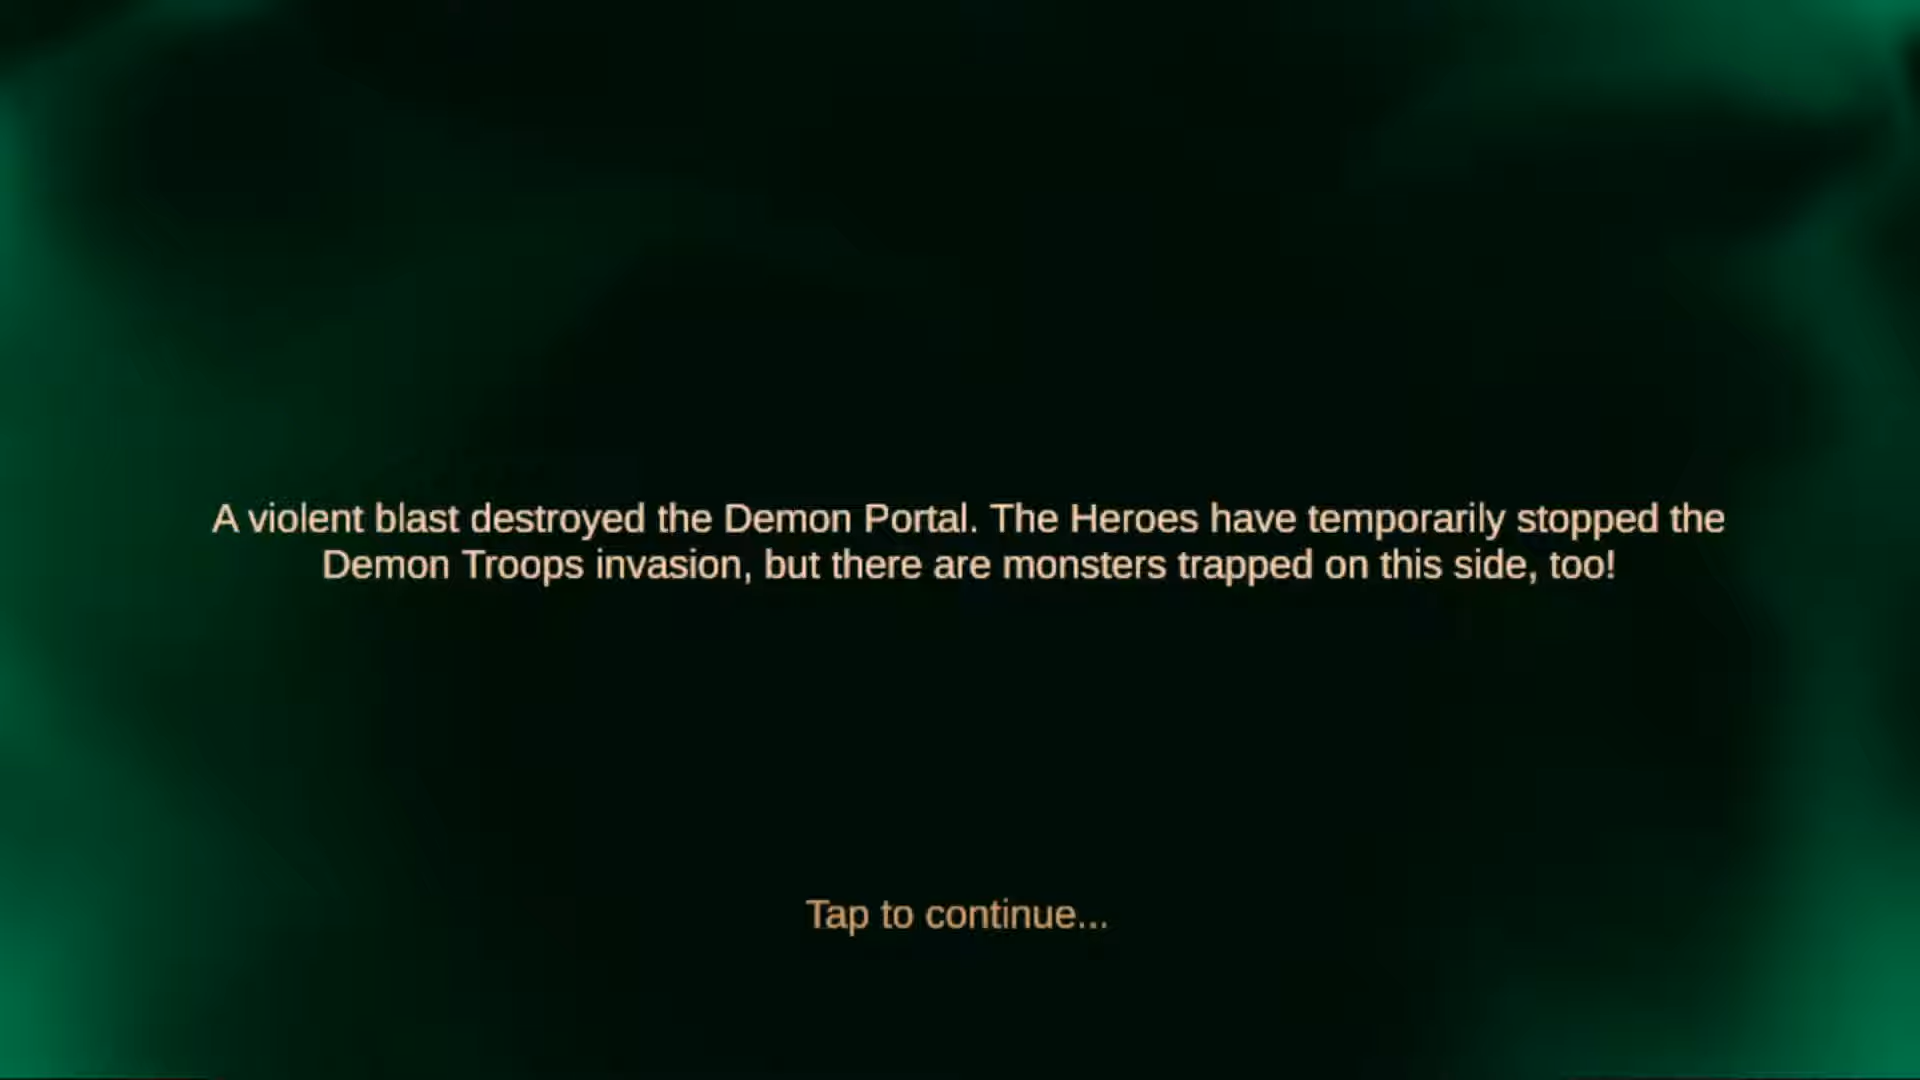 A violent blast destroyed the Demon Portal. The Heroes have temporarily stopped the
Demon Troops invasion, but there are monsters trapped on this side, too!
Tap to continue...